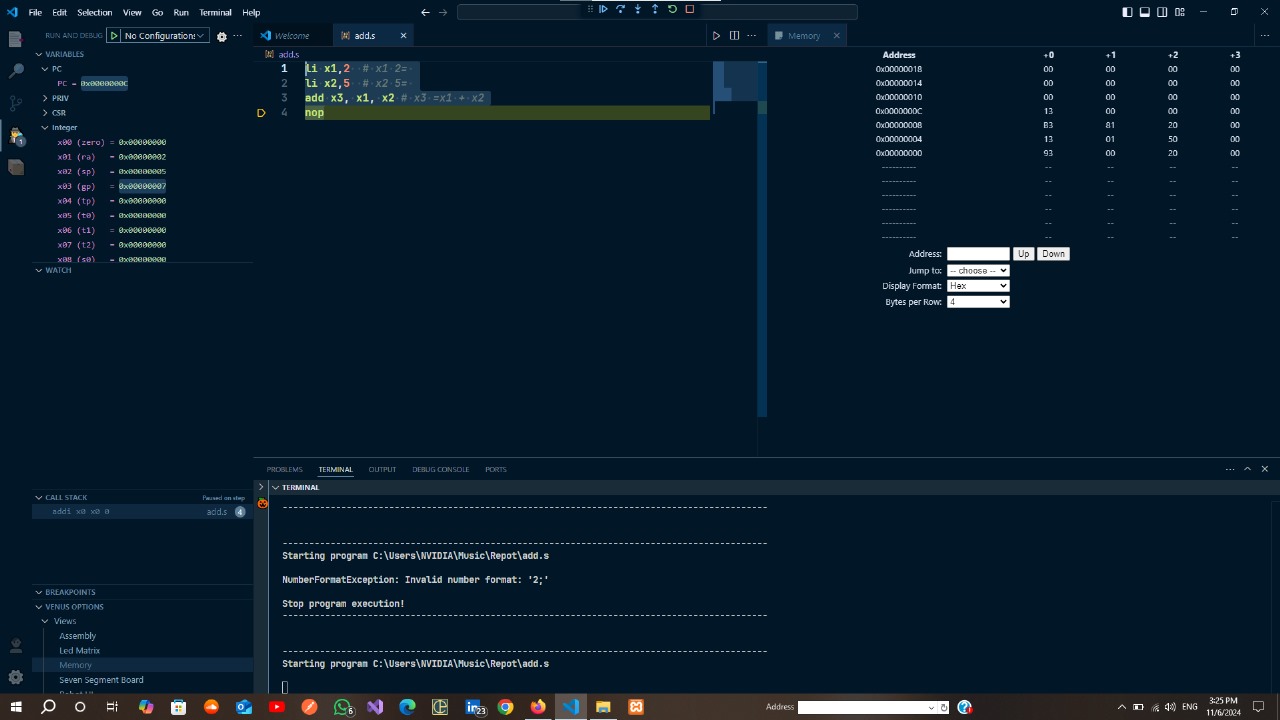 File Edit Selection View Go Run Terminal Help
RUN AND DEBUG No Configurations
Welcome
add.s
Memory
VARIABLES
PC
PC = 0x0000000C
PRIV
CSR
Integer
x00 (zero) = 0x00000000
x01 (ra) = 0x00000002
x02 (sp) = 0x00000005
x03 (gp) = 0x00000007
x04 (tp) = 0x00000000
x05 (t0) = 0x00000000
x06 (t1) = 0x00000000
x07 (t2) = 0x00000000
x08 (s0) = 0x00000000
WATCH
CALL STACK Paused on step
addi x0 x0 0 add.s 4
BREAKPOINTS
VENUS OPTIONS
Views
Assembly
Led Matrix
Memory
Seven Segment Board
Robot UI
add.s
1 li x1,2 # x1 2=
2 li x2,5 # x2 5=
3 add x3, x1, x2 # x3 =x1 + x2
4 nop
Address +0 +1 +2 +3
0x00000018 00 00 00 00
0x00000014 00 00 00 00
0x00000010 00 00 00 00
0x0000000C 13 00 00 00
0x00000008 B3 81 20 00
0x00000004 13 01 50 00
0x00000000 93 00 20 00
---------- -- -- -- --
---------- -- -- -- --
---------- -- -- -- --
---------- -- -- -- --
---------- -- -- -- --
---------- -- -- -- --
Address: Up Down
Jump to: -- choose --
Display Format: Hex
Bytes per Row: 4
PROBLEMS TERMINAL OUTPUT DEBUG CONSOLE PORTS
TERMINAL
Starting program C:\Users\NVIDIA\Music\Repot\add.s
NumberFormatException: Invalid number format: '2;'
Stop program execution!
Starting program C:\Users\NVIDIA\Music\Repot\add.s
Address
ENG
3:25 PM
11/6/2024